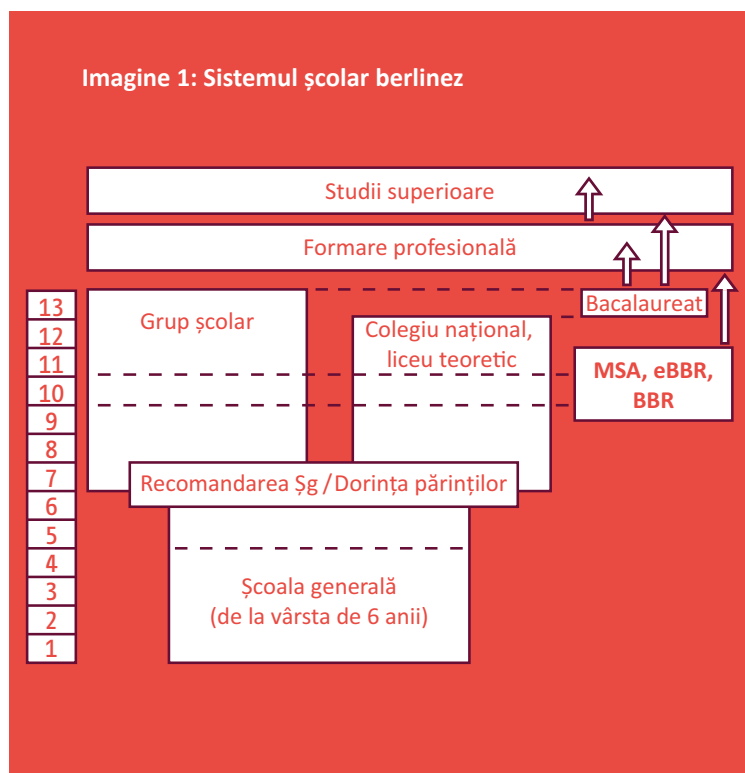 Imagine 1: Sistemul școlar berlinez
Studii superioare
Formare profesională
13
12
11
10
9
8
7
6
5
4
3
2
1
Grup școlar
Colegiu național,
liceu teoretic
Bacalaureat
MSA, eBBR,
BBR
Recomandarea Șg / Dorința părinților
Școala generală
(de la vârsta de 6 anii)